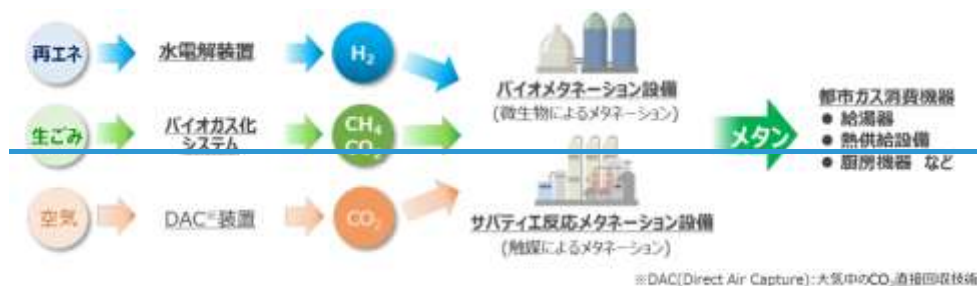 再エネ
水電解装置
H₂
バイオメタネーション設備
(微生物によるメタネーション)
生ごみ
バイオガス化
システム
CH₄
CO₂
メタン
都市ガス消費機器
● 給湯器
● 熱供給設備
● 厨房機器 など
空気
DAC※装置
CO₂
サバティエ反応メタネーション設備
(触媒によるメタネーション)
※DAC(Direct Air Capture):大気中のCO₂直接回収技術